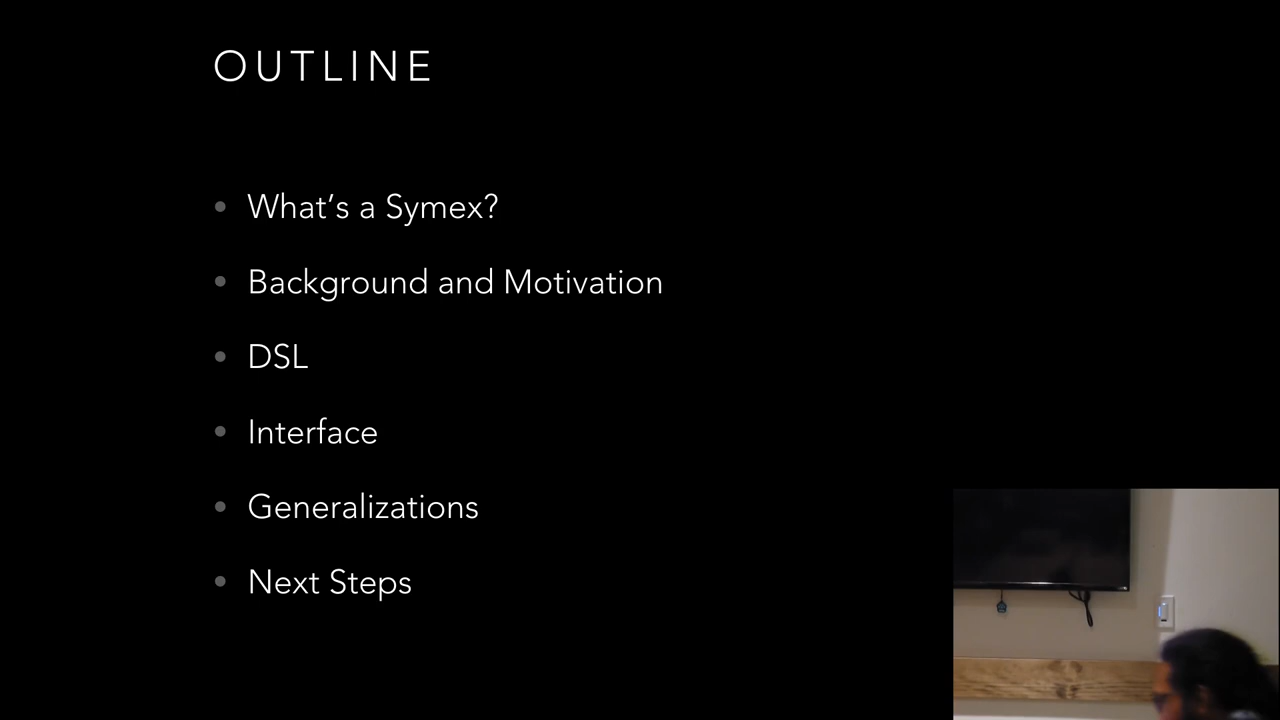 OUTLINE
• What's a Symex?
• Background and Motivation
• DSL
• Interface
• Generalizations
• Next Steps